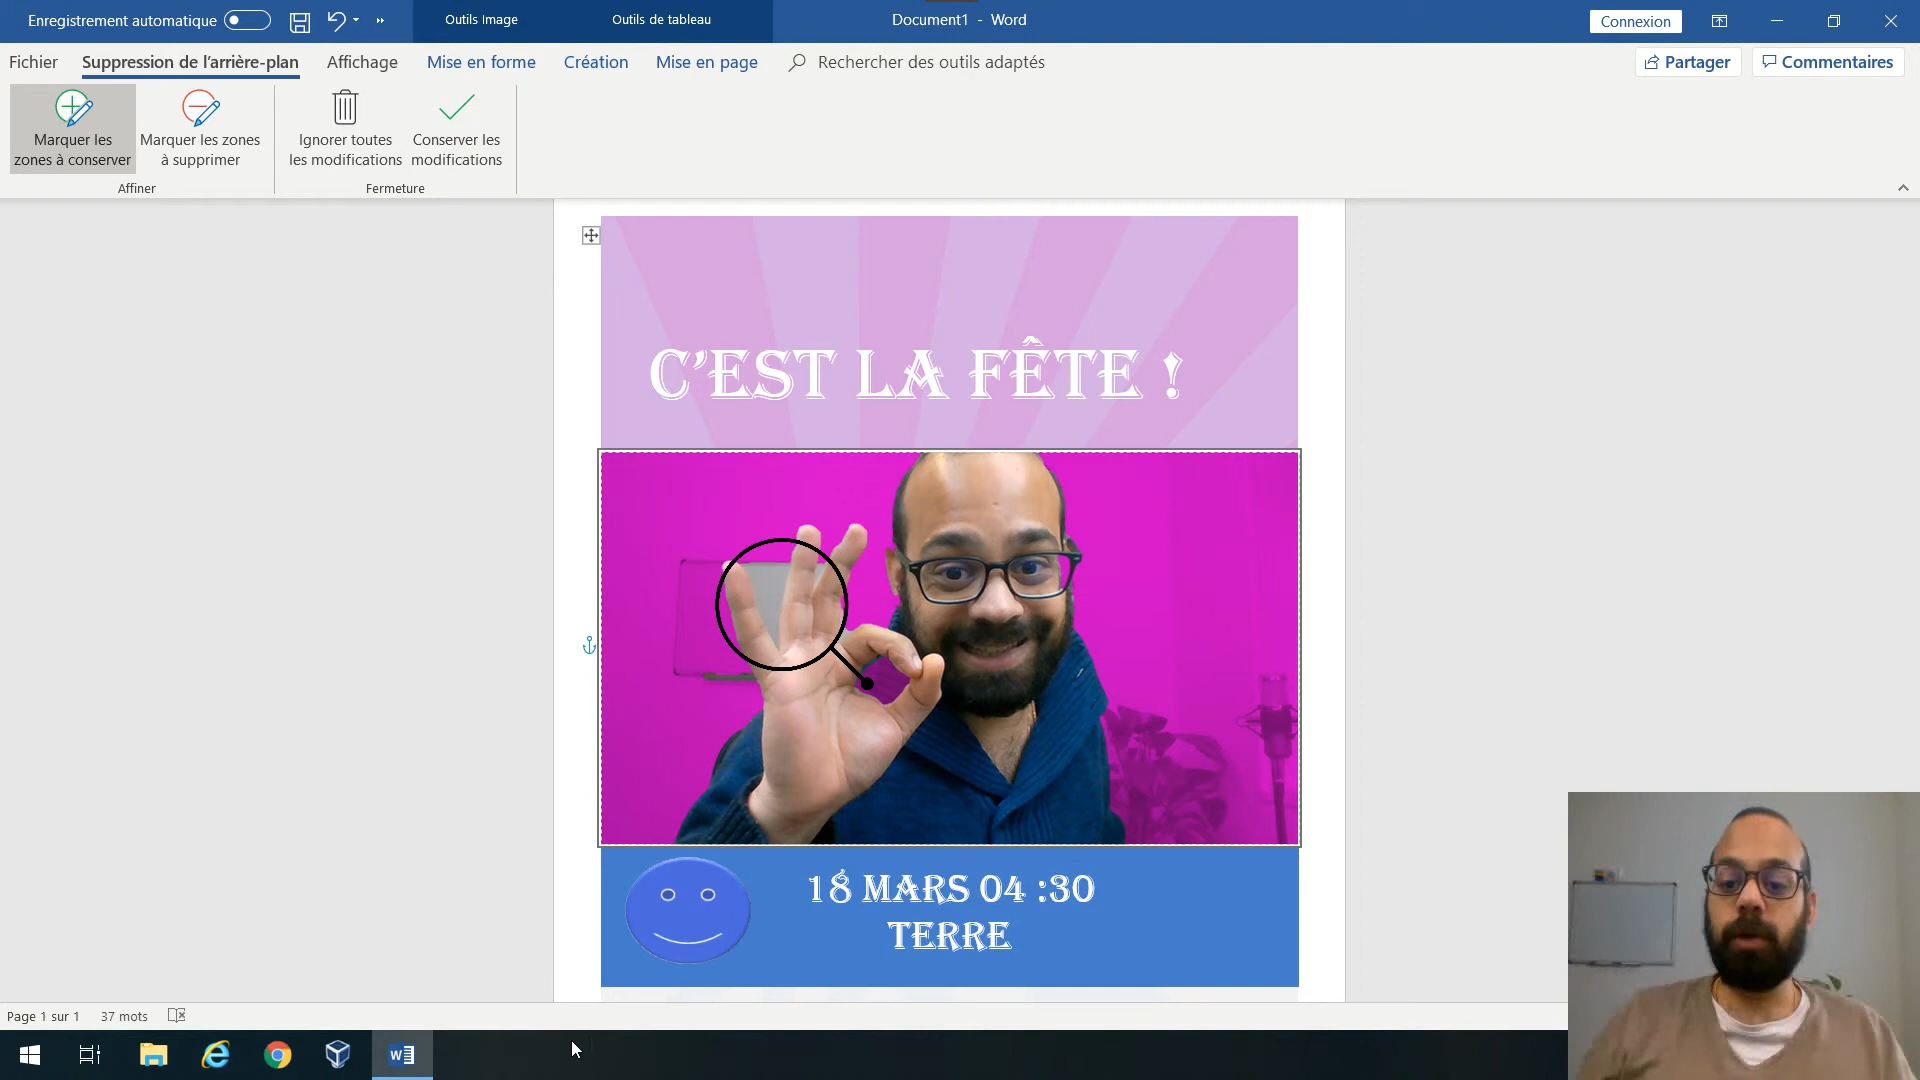 Enregistrement automatique
Outils Image
Outils de tableau
Document1 - Word
Connexion
Fichier
Suppression de l'arrière-plan
Affichage
Mise en forme
Création
Mise en page
Rechercher des outils adaptés
Partager
Commentaires
Marquer les
zones à conserver
Marquer les zones
à supprimer
Ignorer toutes
les modifications
Conserver les
modifications
Affiner
Fermeture
C'EST LA FÊTE !
18 MARS 04 :30
TERRE
Page 1 sur 1
37 mots